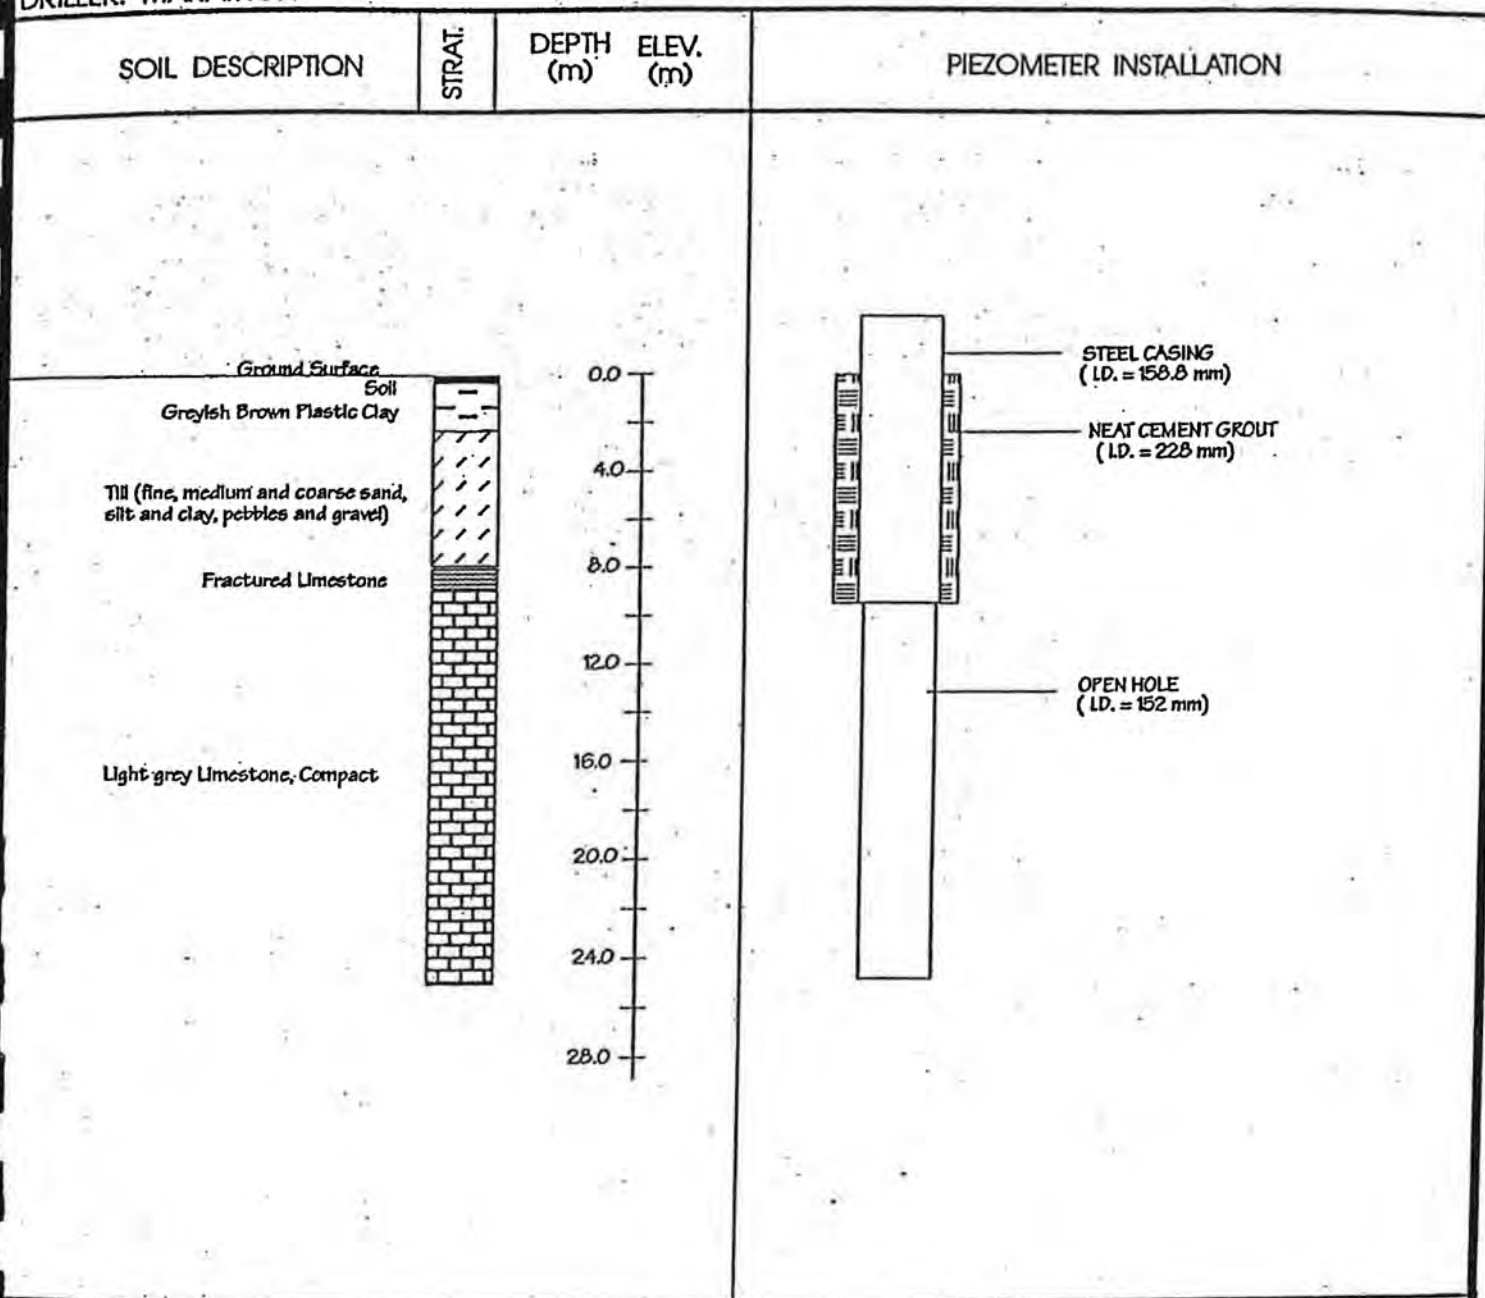 SOIL DESCRIPTION
STRAT.
DEPTH ELEV.
(m) (m)
PIEZOMETER INSTALLATION
Ground Surface
Soil
Greyish Brown Plastic Clay
Till (fine, medium and coarse sand,
silt and clay, pebbles and gravel)
Fractured Limestone
Light grey Limestone, Compact
0.0
4.0
8.0
12.0
16.0
20.0
24.0
28.0
STEEL CASING
(I.D. = 158.8 mm)
NEAT CEMENT GROUT
(I.D. = 228 mm)
OPEN HOLE
(I.D. = 152 mm)